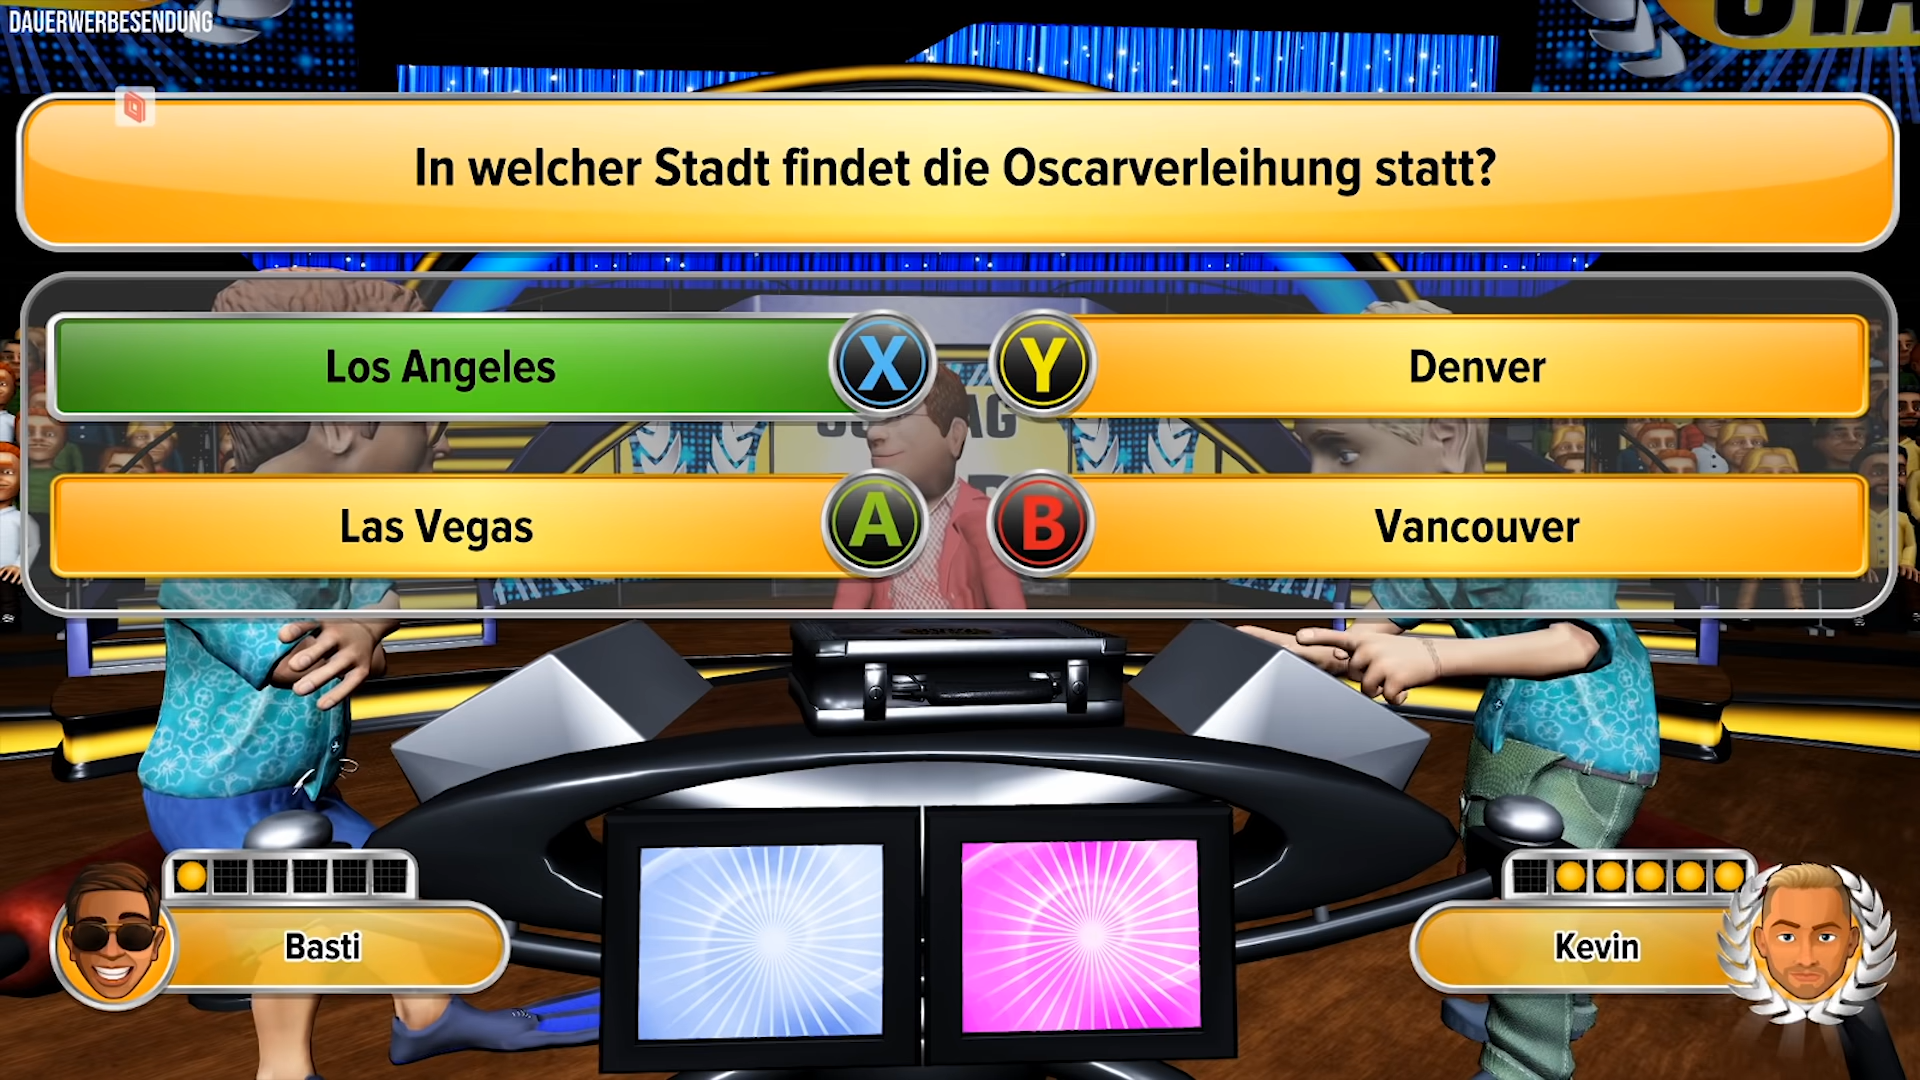 DAUERWERBESENDUNG
In welcher Stadt findet die Oscarverleihung statt?
Los Angeles
X
Y
Denver
Las Vegas
A
B
Vancouver
Basti
Kevin